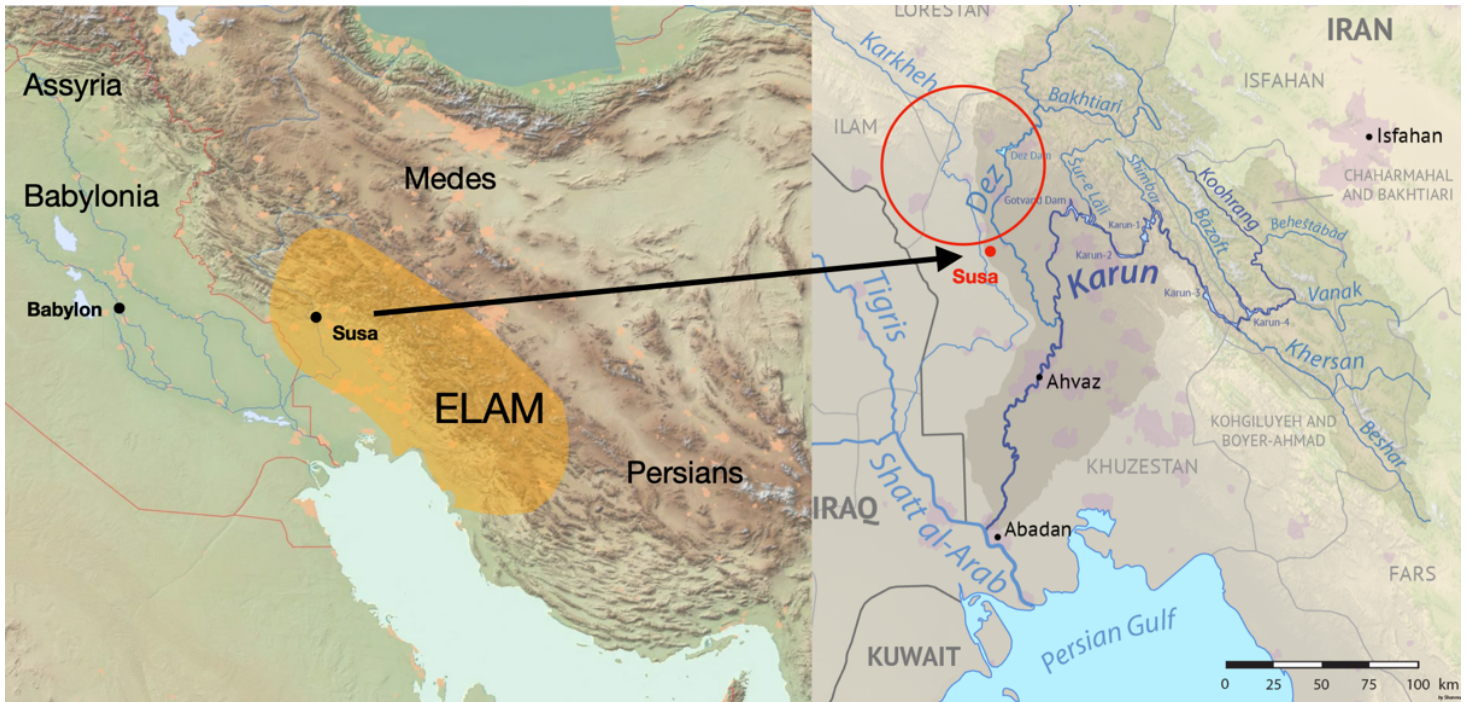 Assyria
Medes
Babylonia
Babylon
Susa
ELAM
Persians
LORESTAN
IRAN
Karkheh
ISFAHAN
Bakhtiari
ILAM
Isfahan
Dez Dam
Dez
CHAHARMAHAL
AND BAKHTIARI
Shimbar
Koohrang
Gotvand Dam
Bazoft
Beheštābād
Karun-1
Karun-2
Susa
Karun
Tigris
Karun-3
Vanak
Karun-4
Khersan
Ahvaz
KOHGILUYEH AND
BOYER-AHMAD
Beshar
KHUZESTAN
IRAQ
Shatt al-Arab
Abadan
FARS
KUWAIT
Persian Gulf
0 25 50 75 100 km